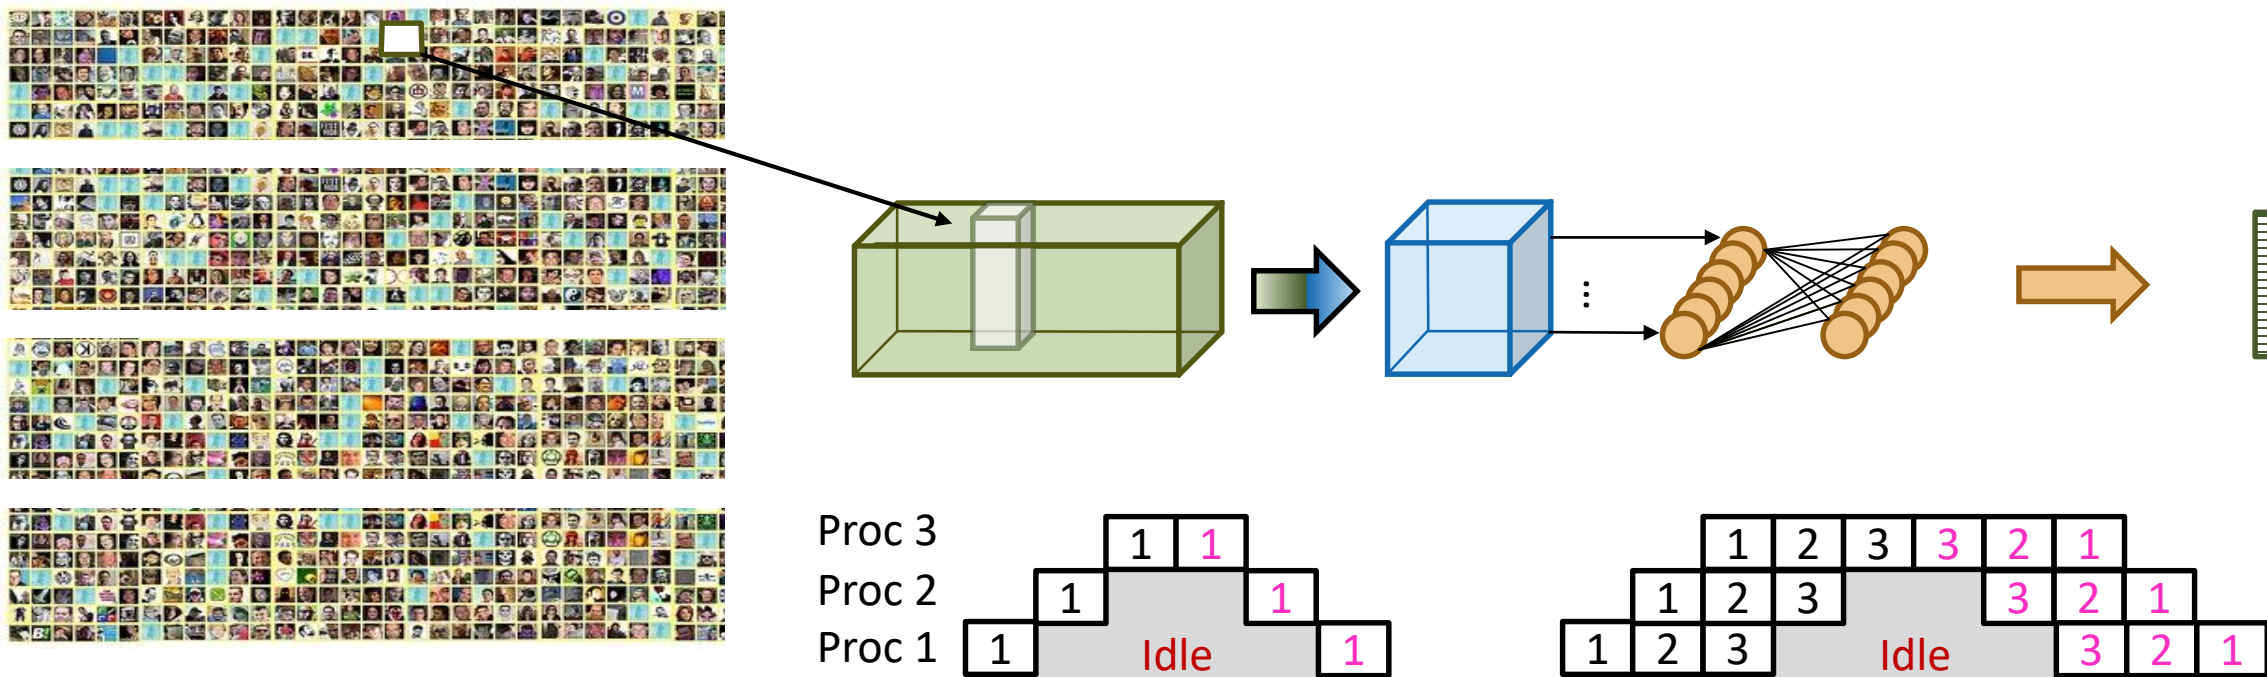 ⋮
Proc 3 1 1 1 2 3 3 2 1
Proc 2 1 1 1 2 3 3 2 1
Proc 1 1 Idle 1 1 2 3 Idle 3 2 1